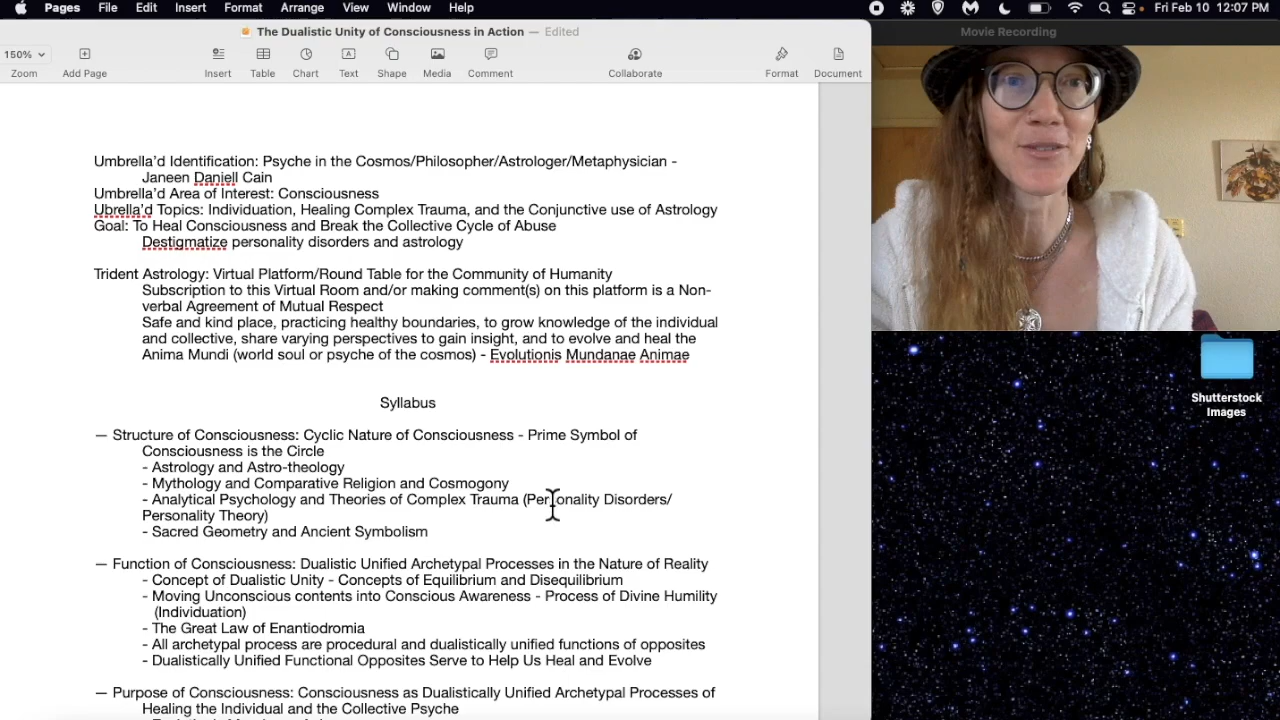 Pages File Edit Insert Format Arrange View Window Help Fri Feb 10 12:07 PM
The Dualistic Unity of Consciousness in Action — Edited
Movie Recording
150%
Zoom Add Page Insert Table Chart Text Shape Media Comment Collaborate Format Document
Umbrella’d Identification: Psyche in the Cosmos/Philosopher/Astrologer/Metaphysician -
Janeen Daniell Cain
Umbrella’d Area of Interest: Consciousness
Ubrella’d Topics: Individuation, Healing Complex Trauma, and the Conjunctive use of Astrology
Goal: To Heal Consciousness and Break the Collective Cycle of Abuse
Destigmatize personality disorders and astrology
Trident Astrology: Virtual Platform/Round Table for the Community of Humanity
Subscription to this Virtual Room and/or making comment(s) on this platform is a Non-
verbal Agreement of Mutual Respect
Safe and kind place, practicing healthy boundaries, to grow knowledge of the individual
and collective, share varying perspectives to gain insight, and to evolve and heal the
Anima Mundi (world soul or psyche of the cosmos) - Evolutionis Mundanae Animae
Syllabus
— Structure of Consciousness: Cyclic Nature of Consciousness - Prime Symbol of
Consciousness is the Circle
- Astrology and Astro-theology
- Mythology and Comparative Religion and Cosmogony
- Analytical Psychology and Theories of Complex Trauma (Personality Disorders/
Personality Theory)
- Sacred Geometry and Ancient Symbolism
— Function of Consciousness: Dualistic Unified Archetypal Processes in the Nature of Reality
- Concept of Dualistic Unity - Concepts of Equilibrium and Disequilibrium
- Moving Unconscious contents into Conscious Awareness - Process of Divine Humility
(Individuation)
- The Great Law of Enantiodromia
- All archetypal process are procedural and dualistically unified functions of opposites
- Dualistically Unified Functional Opposites Serve to Help Us Heal and Evolve
— Purpose of Consciousness: Consciousness as Dualistically Unified Archetypal Processes of
Healing the Individual and the Collective Psyche
Shutterstock
Images